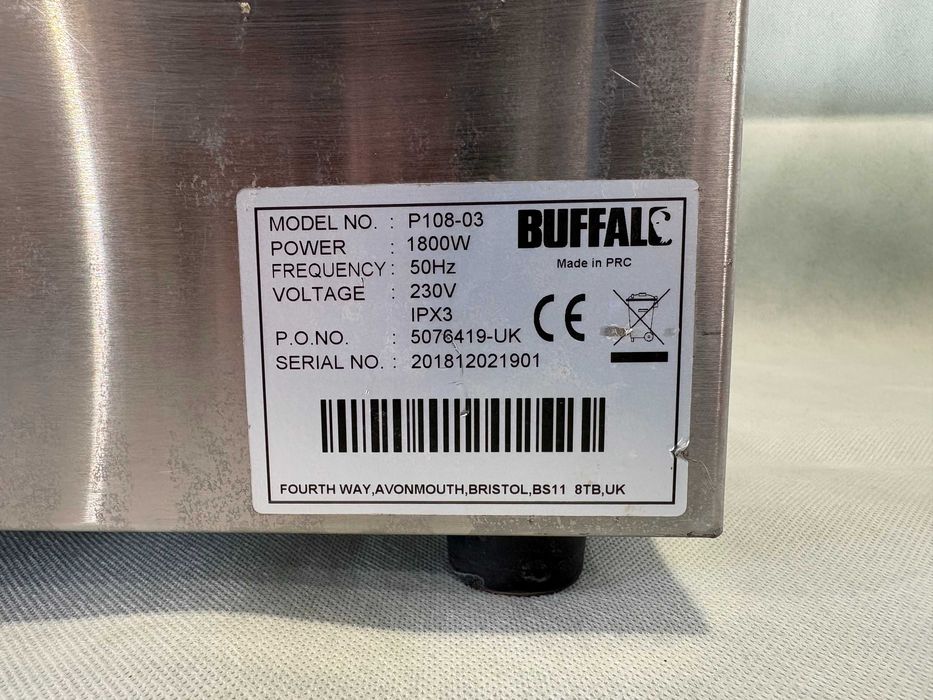 MODEL NO. : P108-03
BUFFALO
POWER : 1800W
Made in PRC
FREQUENCY : 50Hz
VOLTAGE : 230V
IPX3
CE
P.O.NO. : 5076419-UK
SERIAL NO. : 201812021901
FOURTH WAY,AVONMOUTH,BRISTOL,BS11 8TB,UK